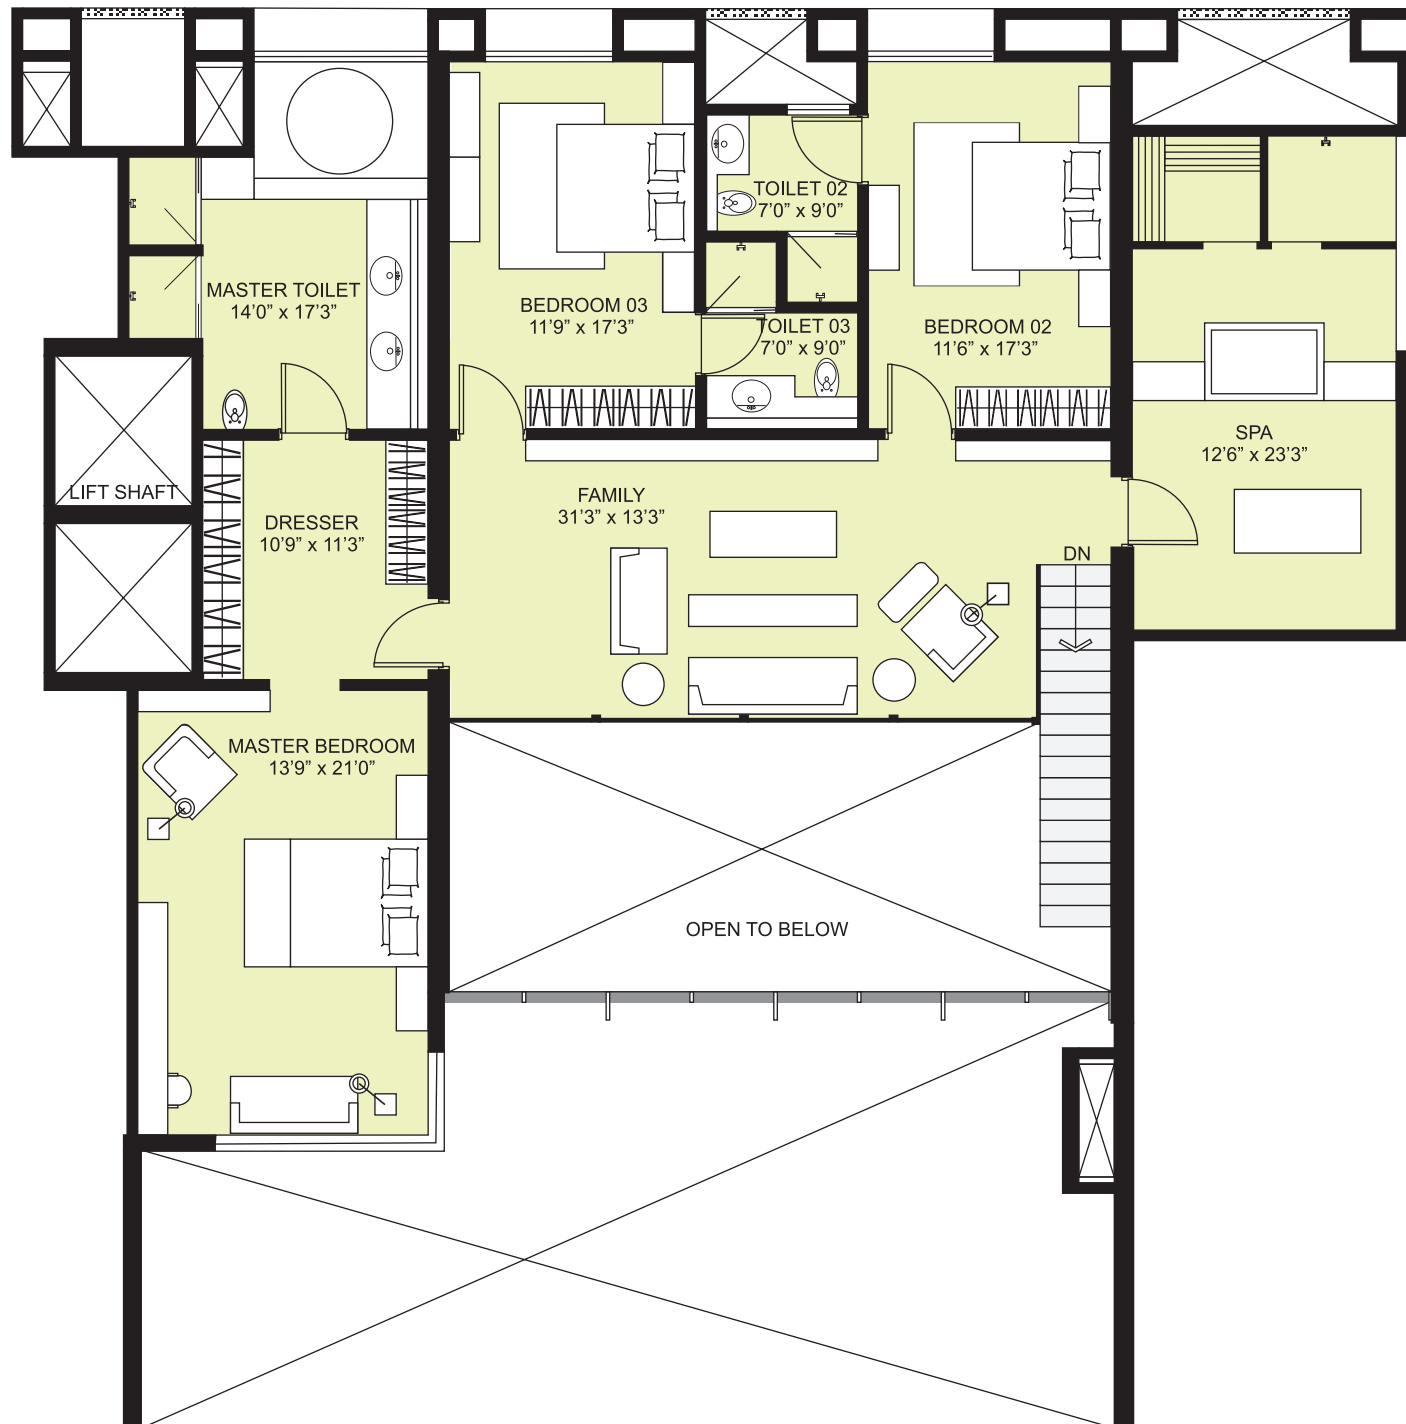 TOILET 02
7'0" x 9'0"
MASTER TOILET
14'0" x 17'3"
BEDROOM 03
11'9" x 17'3"
TOILET 03
7'0" x 9'0"
BEDROOM 02
11'6" x 17'3"
SPA
12'6" x 23'3"
LIFT SHAFT
FAMILY
31'3" x 13'3"
DRESSER
10'9" x 11'3"
DN
MASTER BEDROOM
13'9" x 21'0"
OPEN TO BELOW